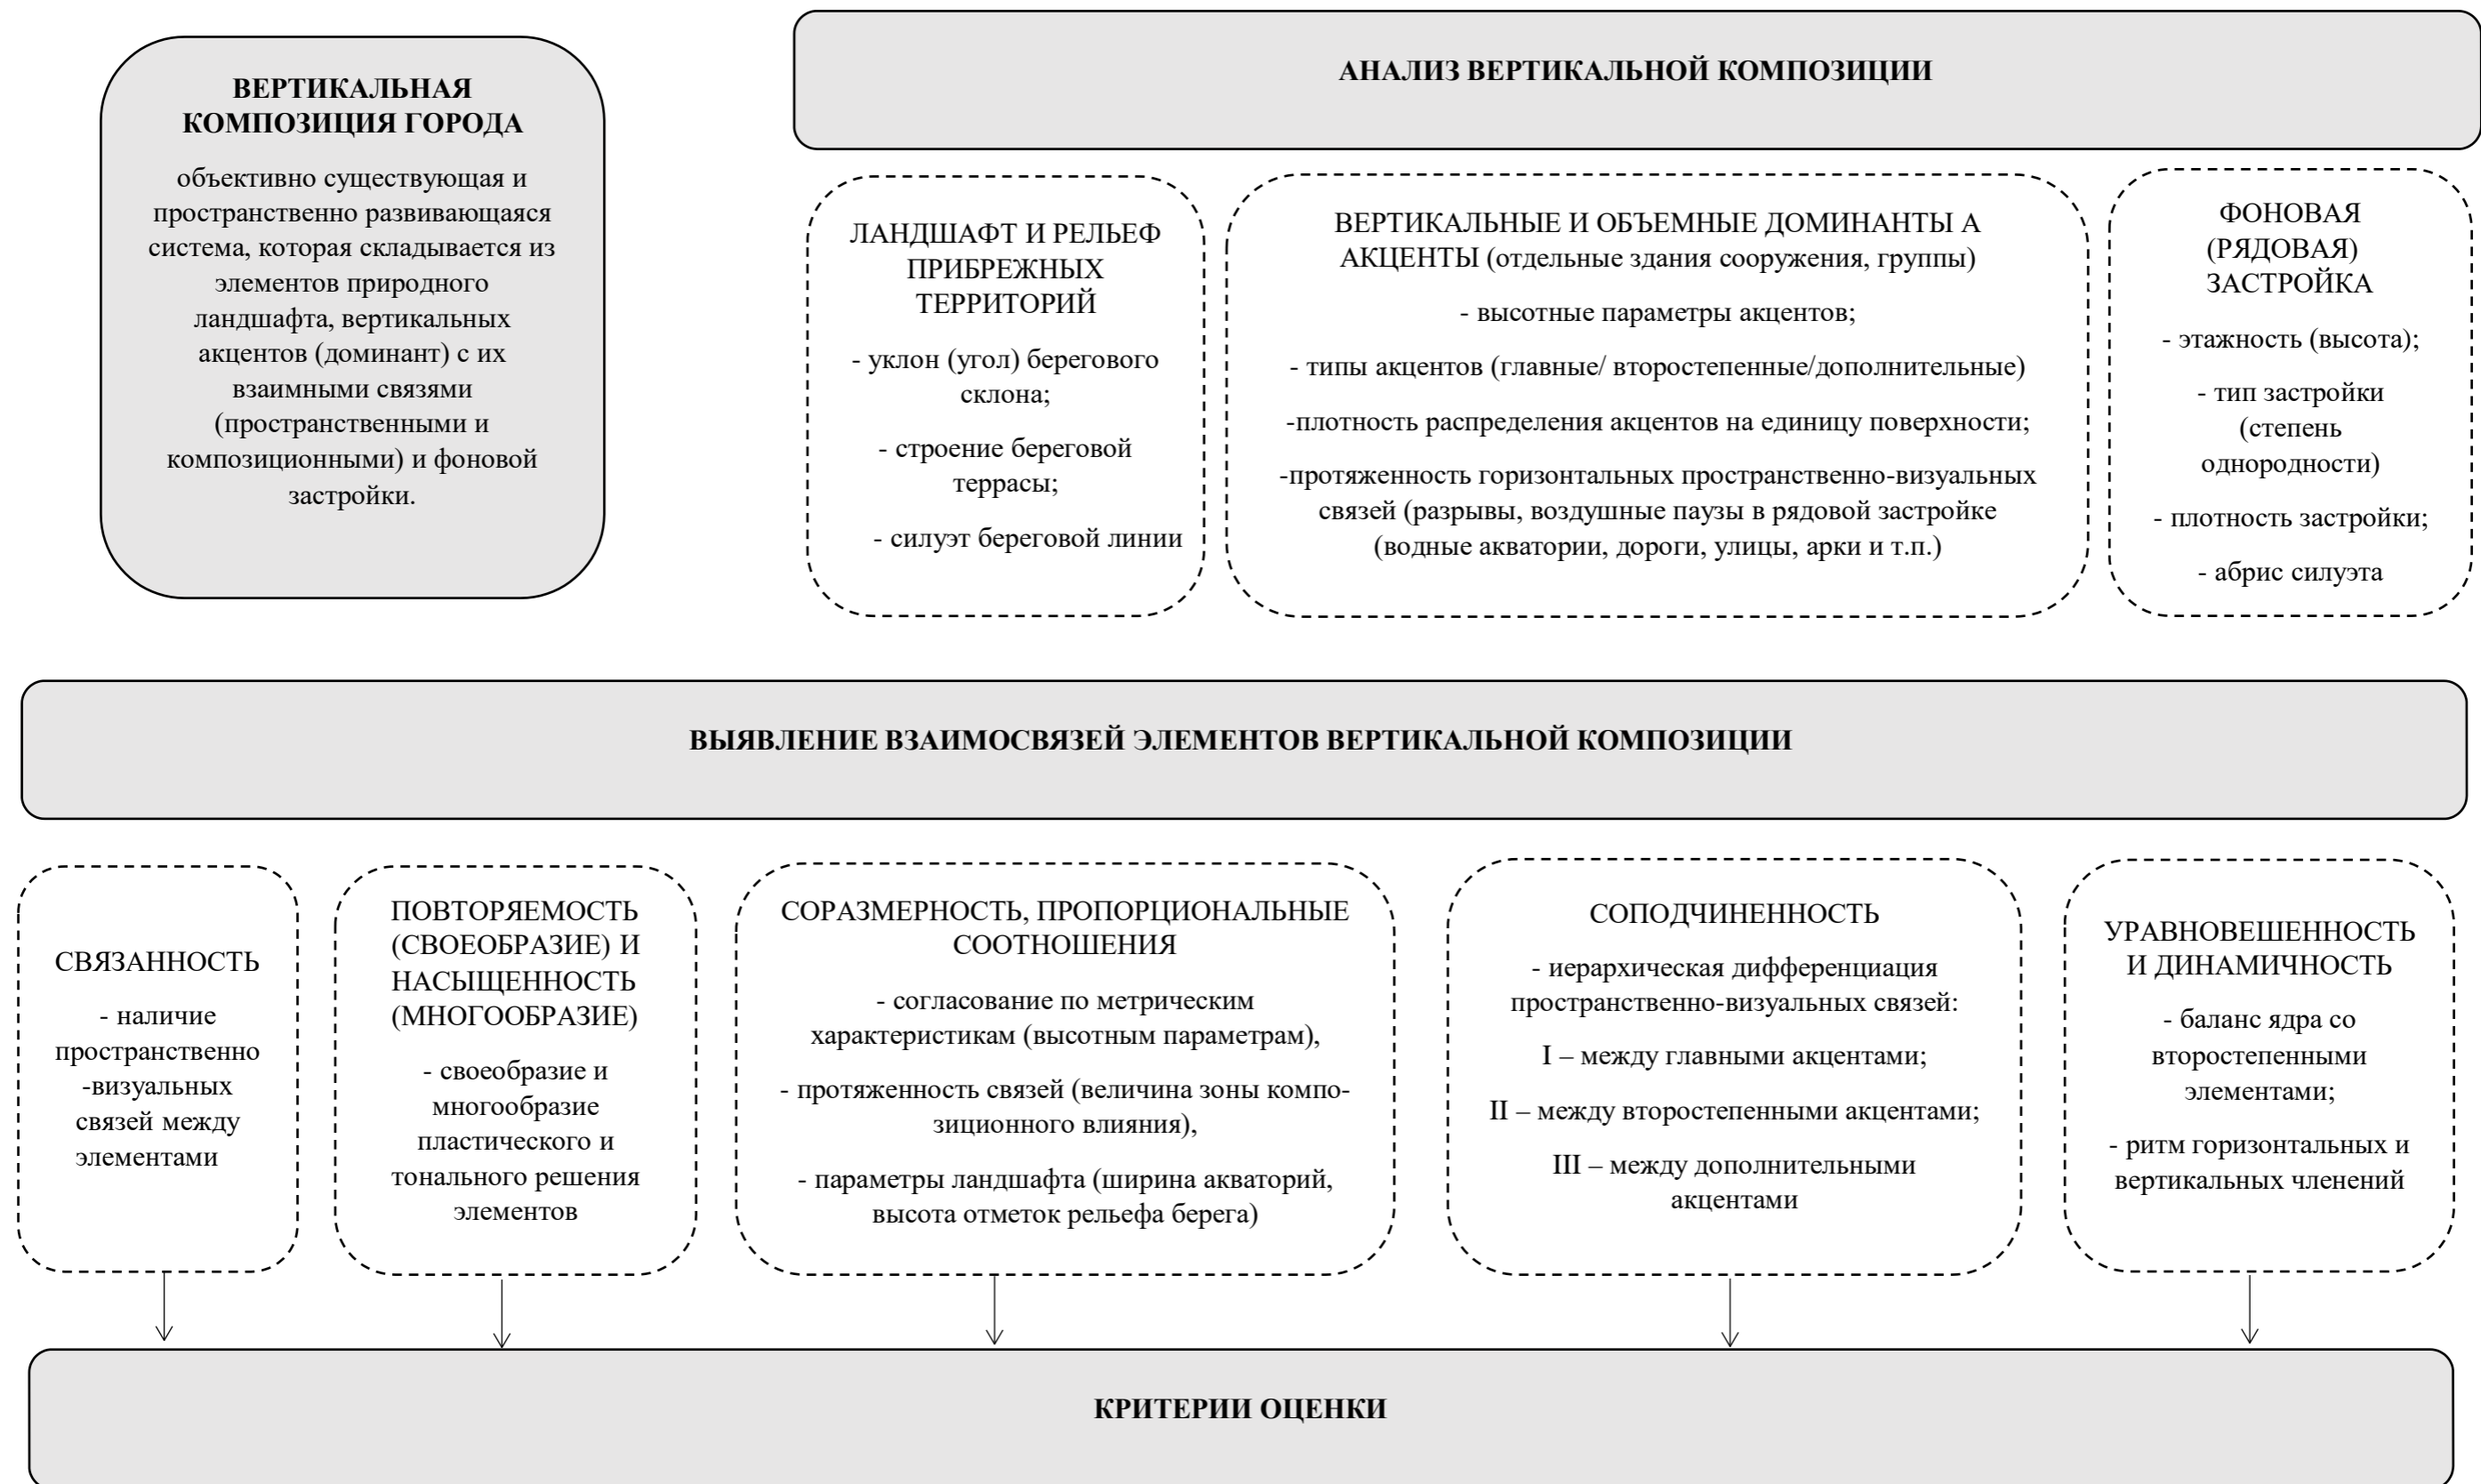 ВЕРТИКАЛЬНАЯ
КОМПОЗИЦИЯ ГОРОДА
объективно существующая и
пространственно развивающаяся
система, которая складывается из
элементов природного
ландшафта, вертикальных
акцентов (доминант) с их
взаимными связями
(пространственными и
композиционными) и фоновой
застройки.
АНАЛИЗ ВЕРТИКАЛЬНОЙ КОМПОЗИЦИИ
ЛАНДШАФТ И РЕЛЬЕФ
ПРИБРЕЖНЫХ
ТЕРРИТОРИЙ
- уклон (угол) берегового
склона;
- строение береговой
террасы;
- силуэт береговой линии
ВЕРТИКАЛЬНЫЕ И ОБЪЕМНЫЕ ДОМИНАНТЫ А
АКЦЕНТЫ (отдельные здания сооружения, группы)
- высотные параметры акцентов;
- типы акцентов (главные/ второстепенные/дополнительные)
-плотность распределения акцентов на единицу поверхности;
-протяженность горизонтальных пространственно-визуальных
связей (разрывы, воздушные паузы в рядовой застройке
(водные акватории, дороги, улицы, арки и т.п.)
ФОНОВАЯ
(РЯДОВАЯ)
ЗАСТРОЙКА
- этажность (высота);
- тип застройки
(степень
однородности)
- плотность застройки;
- абрис силуэта
ВЫЯВЛЕНИЕ ВЗАИМОСВЯЗЕЙ ЭЛЕМЕНТОВ ВЕРТИКАЛЬНОЙ КОМПОЗИЦИИ
СВЯЗАННОСТЬ
- наличие
пространственно
-визуальных
связей между
элементами
ПОВТОРЯЕМОСТЬ
(СВОЕОБРАЗИЕ) И
НАСЫЩЕННОСТЬ
(МНОГООБРАЗИЕ)
- своеобразие и
многообразие
пластического и
тонального решения
элементов
СОРАЗМЕРНОСТЬ, ПРОПОРЦИОНАЛЬНЫЕ
СООТНОШЕНИЯ
- согласование по метрическим
характеристикам (высотным параметрам),
- протяженность связей (величина зоны компо-
зиционного влияния),
- параметры ландшафта (ширина акваторий,
высота отметок рельефа берега)
СОПОДЧИНЕННОСТЬ
- иерархическая дифференциация
пространственно-визуальных связей:
I – между главными акцентами;
II – между второстепенными акцентами;
III – между дополнительными
акцентами
УРАВНОВЕШЕННОСТЬ
И ДИНАМИЧНОСТЬ
- баланс ядра со
второстепенными
элементами;
- ритм горизонтальных и
вертикальных членений
КРИТЕРИИ ОЦЕНКИ